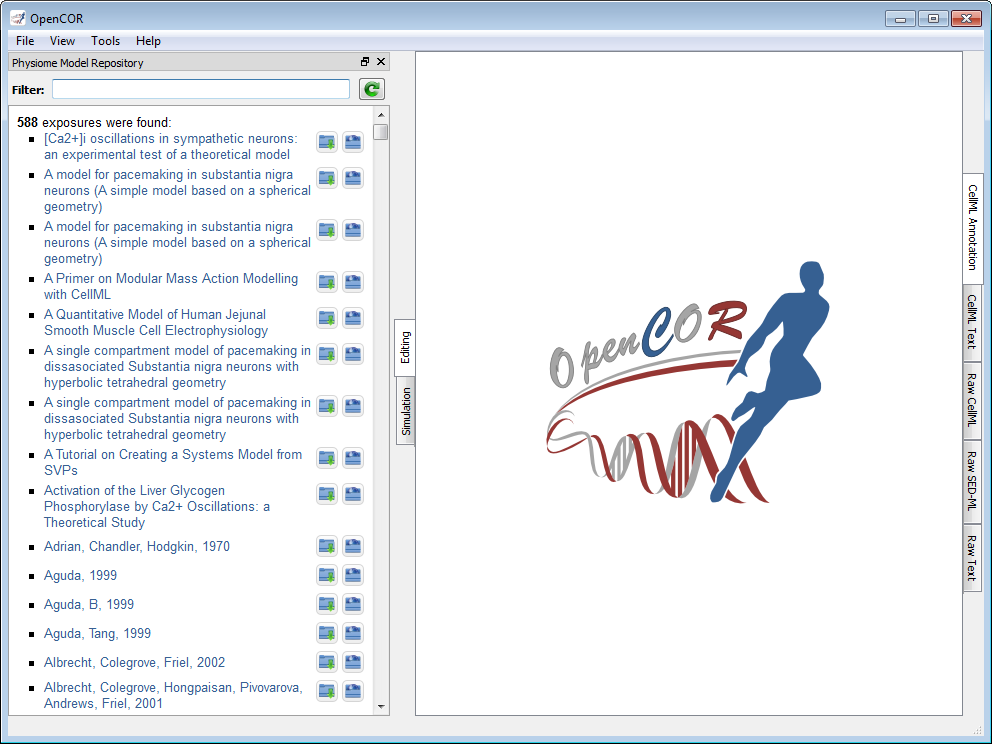 OpenCOR
File View Tools Help
Physiome Model Repository
Filter:
588 exposures were found:
[Ca2+]i oscillations in sympathetic neurons:
an experimental test of a theoretical model
A model for pacemaking in substantia nigra
neurons (A simple model based on a spherical
geometry)
A model for pacemaking in substantia nigra
neurons (A simple model based on a spherical
geometry)
A Primer on Modular Mass Action Modelling
with CellML
A Quantitative Model of Human Jejunal
Smooth Muscle Cell Electrophysiology
A single compartment model of pacemaking in
dissasociated Substantia nigra neurons with
hyperbolic tetrahedral geometry
A single compartment model of pacemaking in
dissasociated Substantia nigra neurons with
hyperbolic tetrahedral geometry
A Tutorial on Creating a Systems Model from
SVPs
Activation of the Liver Glycogen
Phosphorylase by Ca2+ Oscillations: a
Theoretical Study
Adrian, Chandler, Hodgkin, 1970
Aguda, 1999
Aguda, B, 1999
Aguda, Tang, 1999
Albrecht, Colegrove, Friel, 2002
Albrecht, Colegrove, Hongpaisan, Pivovarova,
Andrews, Friel, 2001
Editing
Simulation
OpenCOR
CellML Annotation
CellML Text
Raw CellML
Raw SED-ML
Raw Text